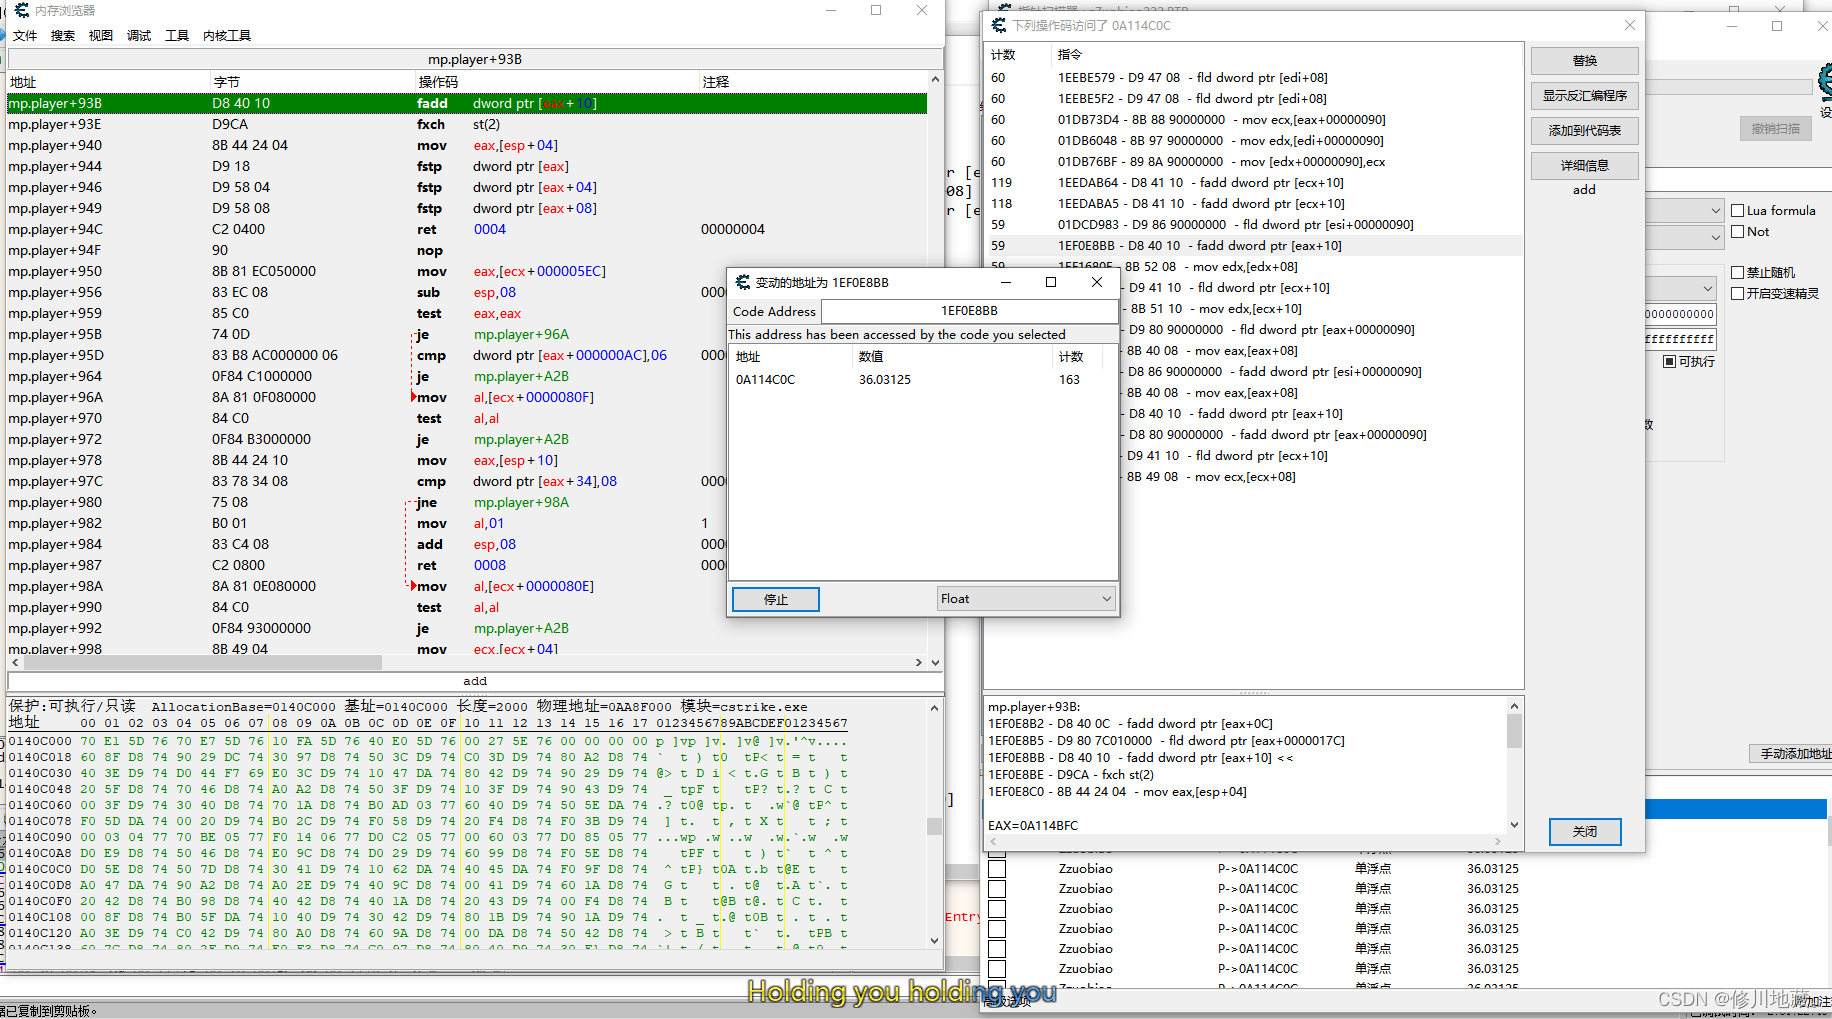 内存浏览器
文件 搜索 视图 调试 工具 内核工具
mp.player+93B
地址 字节 操作码 注释
mp.player+93B D8 40 10 fadd dword ptr [eax+10]
mp.player+93E D9CA fxch st(2)
mp.player+940 8B 44 24 04 mov eax,[esp+04]
mp.player+944 D9 18 fstp dword ptr [eax]
mp.player+946 D9 58 04 fstp dword ptr [eax+04]
mp.player+949 D9 58 08 fstp dword ptr [eax+08]
mp.player+94C C2 0400 ret 0004 00000004
mp.player+94F 90 nop
mp.player+950 8B 81 EC050000 mov eax,[ecx+000005EC]
mp.player+956 83 EC 08 sub esp,08
mp.player+959 85 C0 test eax,eax
mp.player+95B 74 0D je mp.player+96A
mp.player+95D 83 B8 AC000000 06 cmp dword ptr [eax+000000AC],06
mp.player+964 0F84 C1000000 je mp.player+A2B
mp.player+96A 8A 81 0F080000 mov al,[ecx+0000080F]
mp.player+970 84 C0 test al,al
mp.player+972 0F84 B3000000 je mp.player+A2B
mp.player+978 8B 44 24 10 mov eax,[esp+10]
mp.player+97C 83 78 34 08 cmp dword ptr [eax+34],08
mp.player+980 75 08 jne mp.player+98A
mp.player+982 B0 01 mov al,01 1
mp.player+984 83 C4 08 add esp,08
mp.player+987 C2 0800 ret 0008
mp.player+98A 8A 81 0E080000 mov al,[ecx+0000080E]
mp.player+990 84 C0 test al,al
mp.player+992 0F84 93000000 je mp.player+A2B
mp.player+998 8B 49 04 mov ecx,[ecx+04]
add
保护:可执行/只读 AllocationBase=0140C000 基址=0140C000 长度=2000 物理地址=0AA8F000 模块=cstrike.exe
地址 00 01 02 03 04 05 06 07 08 09 0A 0B 0C 0D 0E 0F 10 11 12 13 14 15 16 17 0123456789ABCDEF01234567
0140C000 70 E1 5D 76 70 E7 5D 76 10 FA 5D 76 40 E0 5D 76 00 27 5E 76 00 00 00 00
0140C018 60 8F D8 74 90 29 DC 74 30 97 D8 74 50 3C D9 74 C0 3D D9 74 80 A2 D8 74
0140C030 40 3E D9 74 D0 44 F7 69 E0 3C D9 74 10 47 DA 74 80 42 D9 74 90 29 D9 74
0140C048 20 5F D8 74 70 46 D8 74 A0 A2 D8 74 50 3F D9 74 10 3F D9 74 90 43 D9 74
0140C060 00 3F D9 74 30 40 D8 74 70 1A D8 74 B0 AD 03 77 60 40 D9 74 50 5E DA 74
0140C078 F0 5D DA 74 00 20 D9 74 B0 2C D9 74 F0 58 D9 74 20 F4 D8 74 F0 3B D9 74
0140C090 00 03 04 77 70 BE 05 77 F0 14 06 77 D0 C2 05 77 00 60 03 77 D0 85 05 77
0140C0A8 D0 E9 D8 74 50 46 D8 74 E0 9C D8 74 D0 29 D9 74 60 99 D8 74 F0 5E D8 74
0140C0C0 D0 5E D8 74 50 7D D8 74 30 41 D9 74 10 62 DA 74 40 45 DA 74 F0 9F D8 74
0140C0D8 A0 47 DA 74 90 A2 D8 74 A0 2E D9 74 40 9C D8 74 00 41 D9 74 60 1A D8 74
0140C0F0 20 42 D8 74 B0 98 D8 74 40 42 D8 74 40 1A D8 74 20 43 D9 74 00 F4 D8 74
0140C108 00 8F D8 74 B0 5F DA 74 10 40 D9 74 30 42 D9 74 80 1B D9 74 90 1A D9 74
0140C120 A0 3E D9 74 C0 42 D9 74 80 A0 D8 74 60 9A D8 74 00 DA D8 74 50 42 D8 74
下列操作码访问了 0A114C0C
计数 指令
60 1EEBE579 - D9 47 08 - fld dword ptr [edi+08]
60 1EEBE5F2 - D9 47 08 - fld dword ptr [edi+08]
60 01DB73D4 - 8B 88 90000000 - mov ecx,[eax+00000090]
60 01DB6048 - 8B 97 90000000 - mov edx,[edi+00000090]
60 01DB76BF - 89 8A 90000000 - mov [edx+00000090],ecx
119 1EEDAB64 - D8 41 10 - fadd dword ptr [ecx+10]
118 1EEDABA5 - D8 41 10 - fadd dword ptr [ecx+10]
59 01DCD983 - D9 86 90000000 - fld dword ptr [esi+00000090]
59 1EF0E8BB - D8 40 10 - fadd dword ptr [eax+10]
59 1EF1680F - 8B 52 08 - mov edx,[edx+08]
- D9 41 10 - fld dword ptr [ecx+10]
- 8B 51 10 - mov edx,[ecx+10]
- D9 80 90000000 - fld dword ptr [eax+00000090]
- 8B 40 08 - mov eax,[eax+08]
- D8 86 90000000 - fadd dword ptr [esi+00000090]
- 8B 40 08 - mov eax,[eax+08]
- D8 40 10 - fadd dword ptr [eax+10]
- D8 80 90000000 - fadd dword ptr [eax+00000090]
- D9 41 10 - fld dword ptr [ecx+10]
- 8B 49 08 - mov ecx,[ecx+08]
替换
显示反汇编程序
添加到代码表
详细信息
add
变动的地址为 1EF0E8BB
Code Address 1EF0E8BB
This address has been accessed by the code you selected
地址 数值 计数
0A114C0C 36.03125 163
停止 Float
mp.player+93B:
1EF0E8B2 - D8 40 0C - fadd dword ptr [eax+0C]
1EF0E8B5 - D9 80 7C010000 - fld dword ptr [eax+0000017C]
1EF0E8BB - D8 40 10 - fadd dword ptr [eax+10] <<
1EF0E8BE - D9CA - fxch st(2)
1EF0E8C0 - 8B 44 24 04 - mov eax,[esp+04]
EAX=0A114BFC
关闭
撤销扫描
Lua formula
Not
禁止随机
开启变速精灵
0000000000
ffffffffff
可执行
手动添加地址
Zzuobiao P->0A114C0C 单浮点 36.03125
Zzuobiao P->0A114C0C 单浮点 36.03125
Zzuobiao P->0A114C0C 单浮点 36.03125
Zzuobiao P->0A114C0C 单浮点 36.03125
Zzuobiao P->0A114C0C 单浮点 36.03125
Zzuobiao P->0A114C0C 单浮点 36.03125
高级选项
Entry
Holding you holding you
已复制到剪贴板。
CSDN @修川地藏
附加注